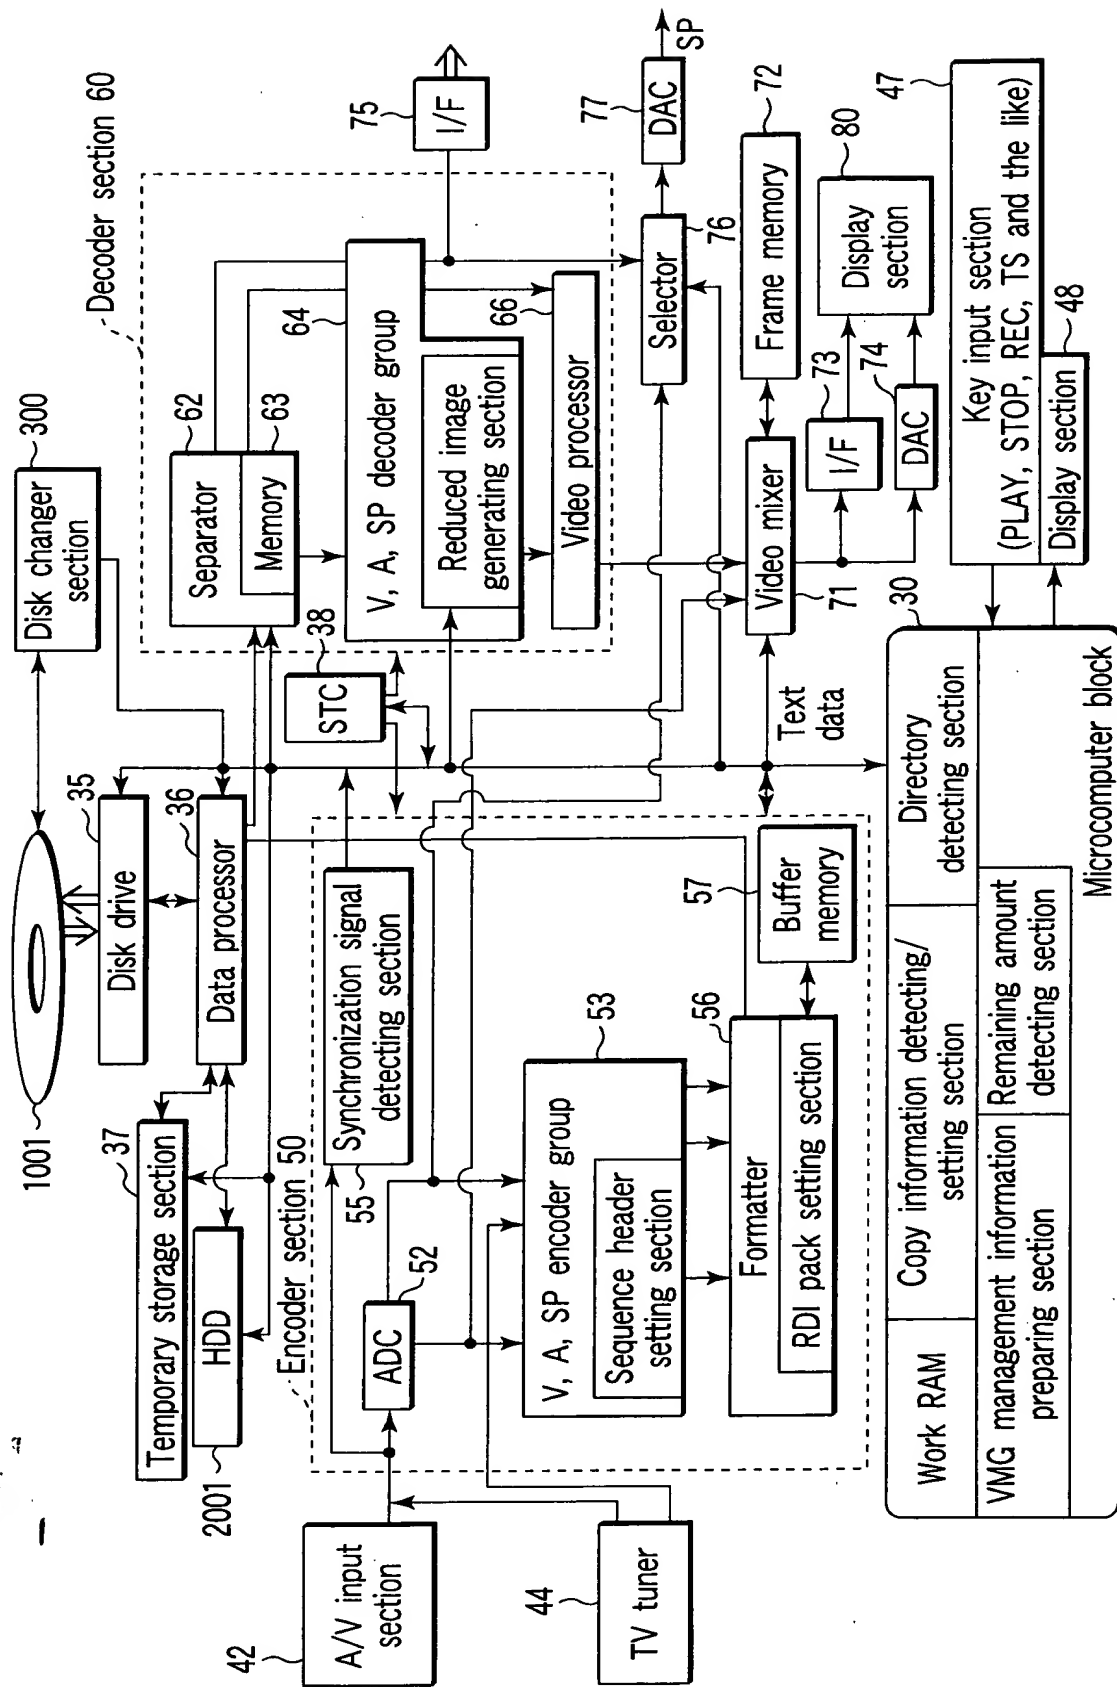 1001
300
Disk changer
section
35
Disk drive
36
Data processor
37
Temporary storage section
HDD
2001
Decoder section 60
62
Separator
Memory
63
64
V, A, SP decoder group
Reduced image
generating section
66
Video processor
75
I/F
77
DAC
SP
Selector
76
38
STC
Encoder section 50
Synchronization signal
detecting section
55
42
A/V input
section
44
TV tuner
52
ADC
53
V, A, SP encoder group
Sequence header
setting section
56
Formatter
RDI pack setting section
57
Buffer
memory
Text
data
Video mixer
71
Frame memory
72
73
I/F
74
DAC
80
Display
section
47
Key input section
(PLAY, STOP, REC, TS and the like)
Display section
48
30
Work RAM
Copy information detecting/
setting section
Directory
detecting section
VMG management information
preparing section
Remaining amount
detecting section
Microcomputer block